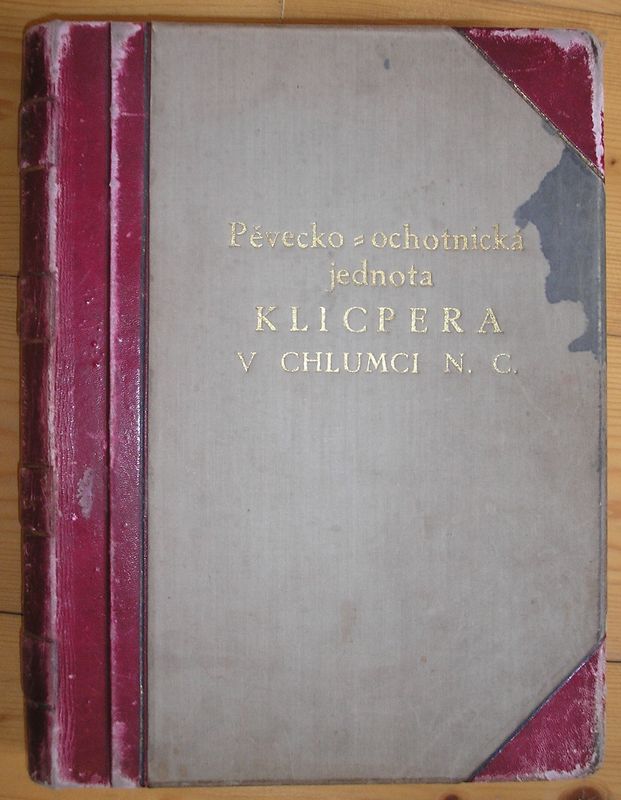 Pěvecko = ochotnická
jednota
KLICPERA
V CHLUMCI N. C.